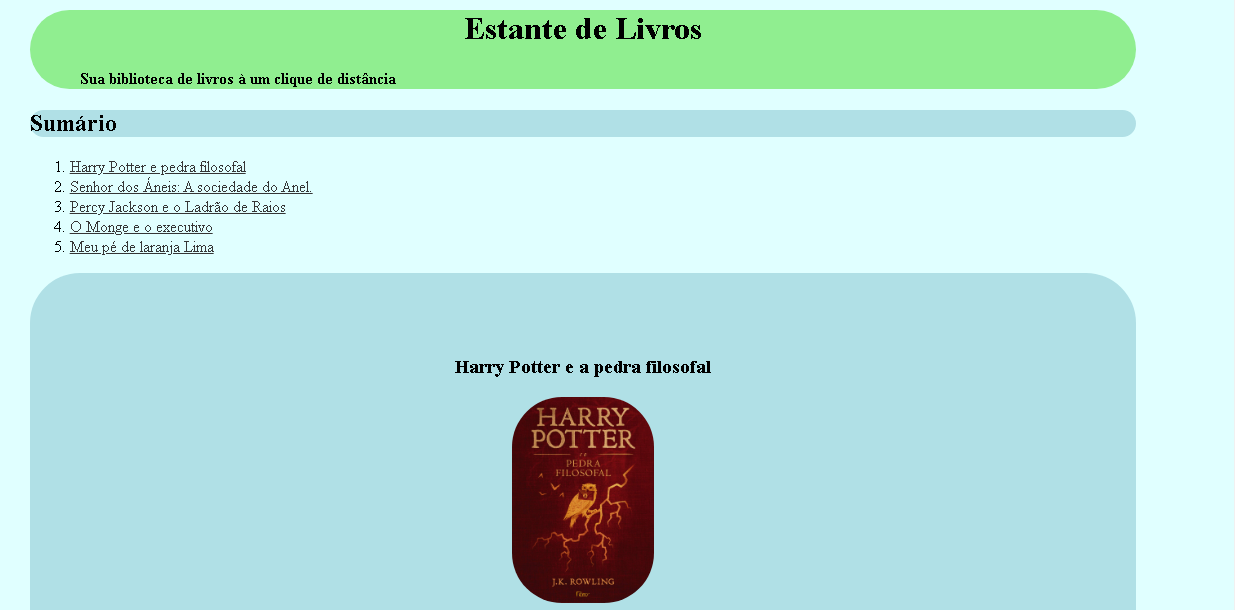 Estante de Livros
Sua biblioteca de livros à um clique de distância
Sumário
1. Harry Potter e pedra filosofal
2. Senhor dos Áneis: A sociedade do Anel.
3. Percy Jackson e o Ladrão de Raios
4. O Monge e o executivo
5. Meu pé de laranja Lima
Harry Potter e a pedra filosofal
HARRY
POTTER
e a
PEDRA
FILOSOFAL
J.K. ROWLING